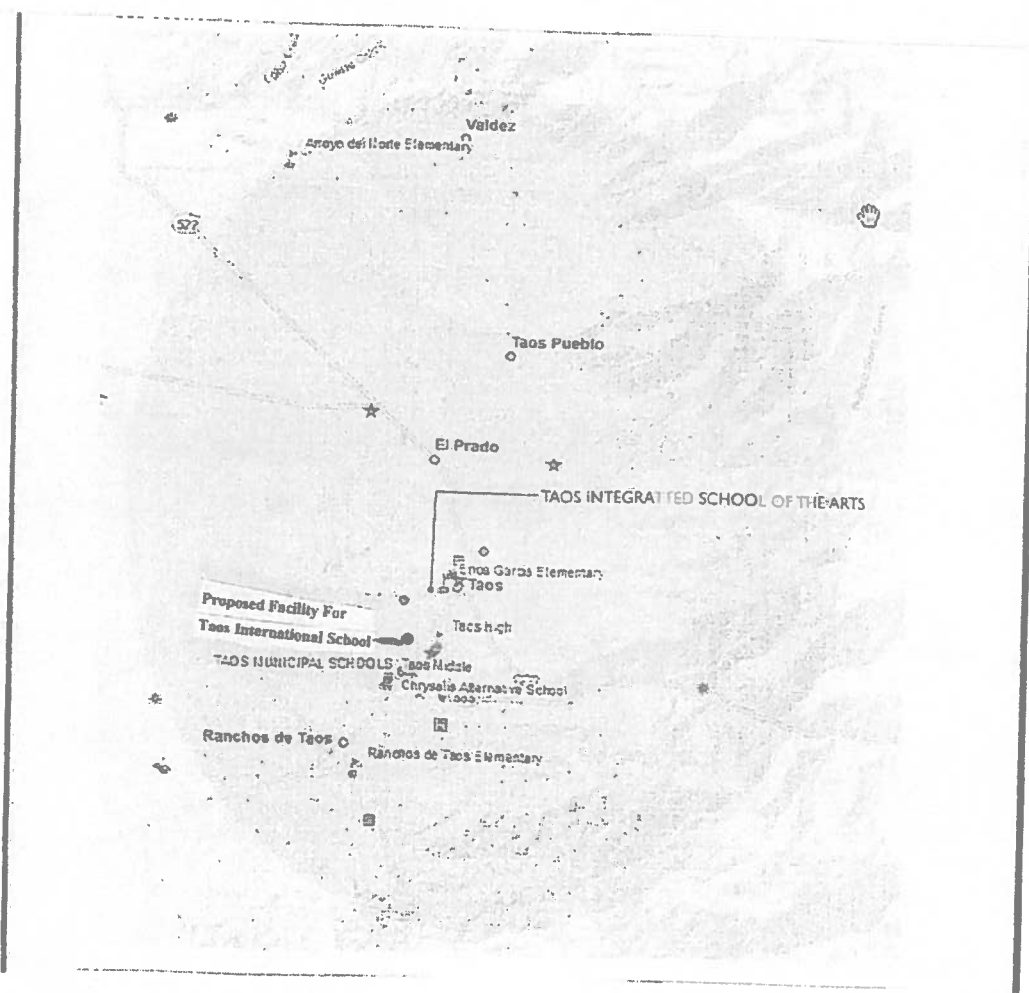 Valdez
Arroyo del Norte Elementary
522
Taos Pueblo
El Prado
TAOS INTEGRATTED SCHOOL OF THE ARTS
Enos Garcia Elementary
Taos
Proposed Facility For
Taos International School
Taos high
TAOS MUNICIPAL SCHOOLS Taos Middle
Chrysalis Alternative School
Ranchos de Taos
Ranchos de Taos Elementary